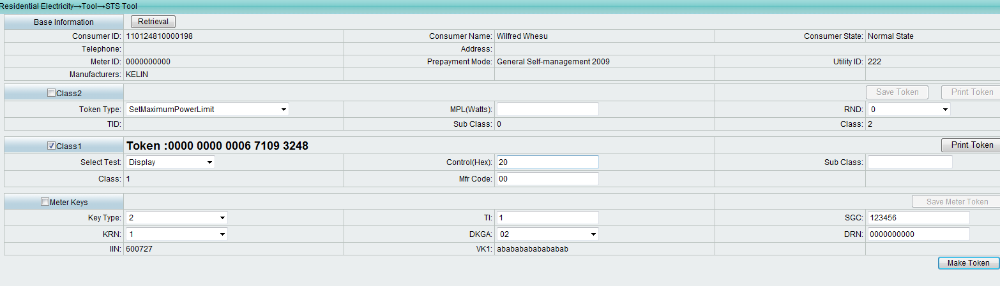 Residential Electricity→Tool→STS Tool
Base Information Retrieval
Consumer ID: 110124810000198 Consumer Name: Wilfred Whesu Consumer State: Normal State
Telephone: Address:
Meter ID: 0000000000 Prepayment Mode: General Self-management 2009 Utility ID: 222
Manufacturers: KELIN
Class2 Save Token Print Token
Token Type: SetMaximumPowerLimit MPL(Watts): RND: 0
TID: Sub Class: 0 Class: 2
Class1 Token :0000 0000 0006 7109 3248 Print Token
Select Test: Display Control(Hex): 20 Sub Class:
Class: 1 Mfr Code: 00
Meter Keys Save Meter Token
Key Type: 2 TI: 1 SGC: 123456
KRN: 1 DKGA: 02 DRN: 0000000000
IIN: 600727 VK1: abababababababab
Make Token